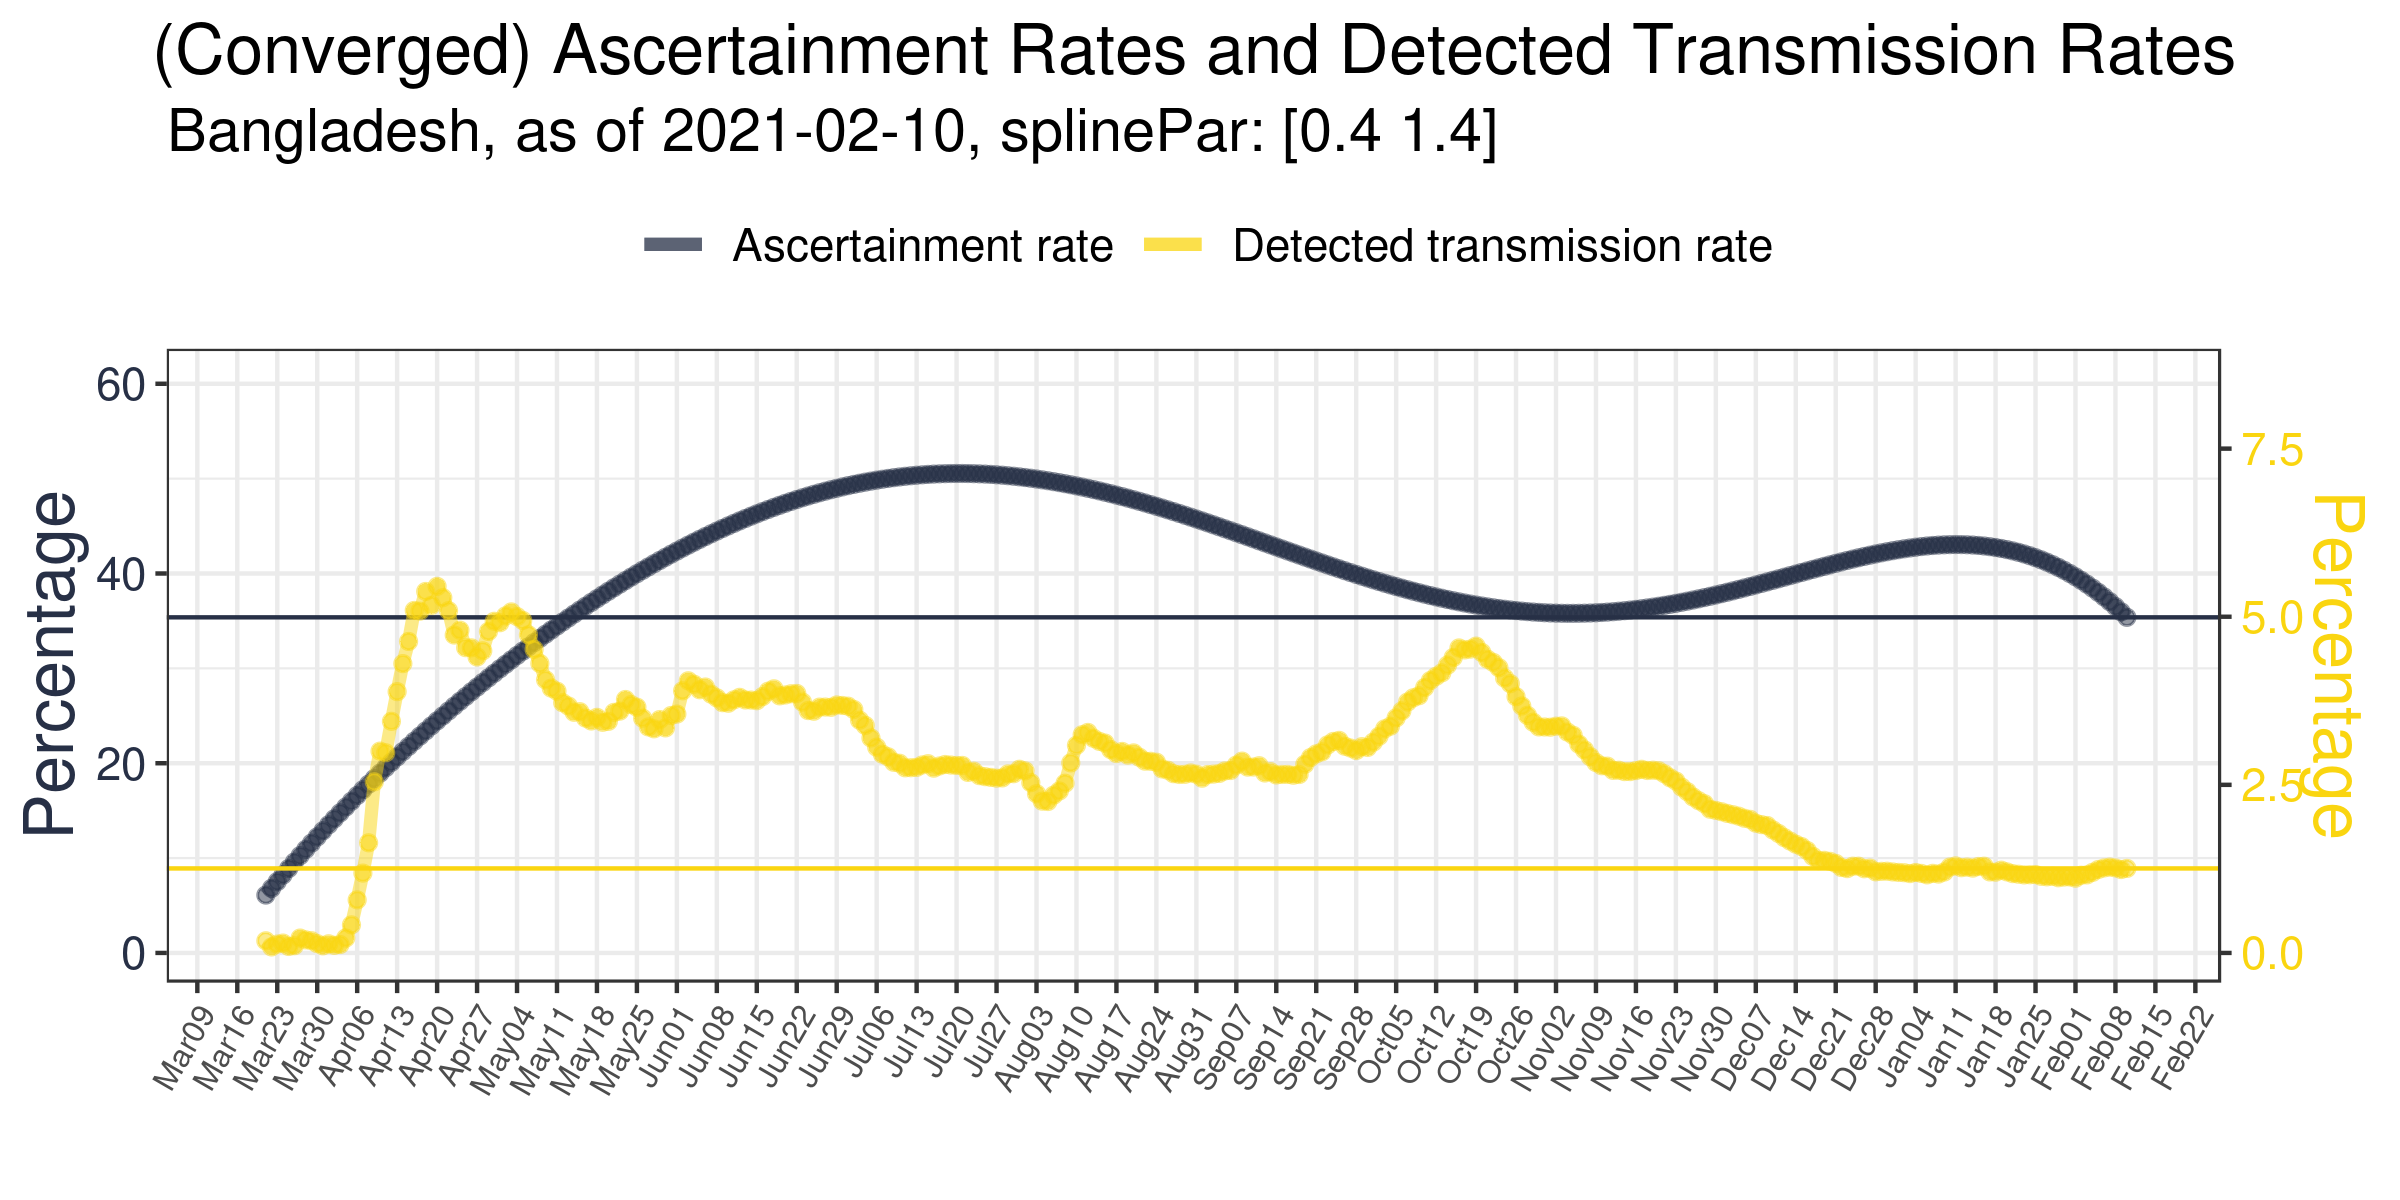 (Converged) Ascertainment Rates and Detected Transmission Rates
Bangladesh, as of 2021-02-10, splinePar: [0.4 1.4]
Ascertainment rate Detected transmission rate
Percentage
60
40
20
0
7.5
5.0
2.5
0.0
Percentage
Mar09 Mar16 Mar23 Mar30 Apr06 Apr13 Apr20 Apr27 May04 May11 May18 May25 Jun01 Jun08 Jun15 Jun22 Jun29 Jul06 Jul13 Jul20 Jul27 Aug03 Aug10 Aug17 Aug24 Aug31 Sep07 Sep14 Sep21 Sep28 Oct05 Oct12 Oct19 Oct26 Nov02 Nov09 Nov16 Nov23 Nov30 Dec07 Dec14 Dec21 Dec28 Jan04 Jan11 Jan18 Jan25 Feb01 Feb08 Feb15 Feb22